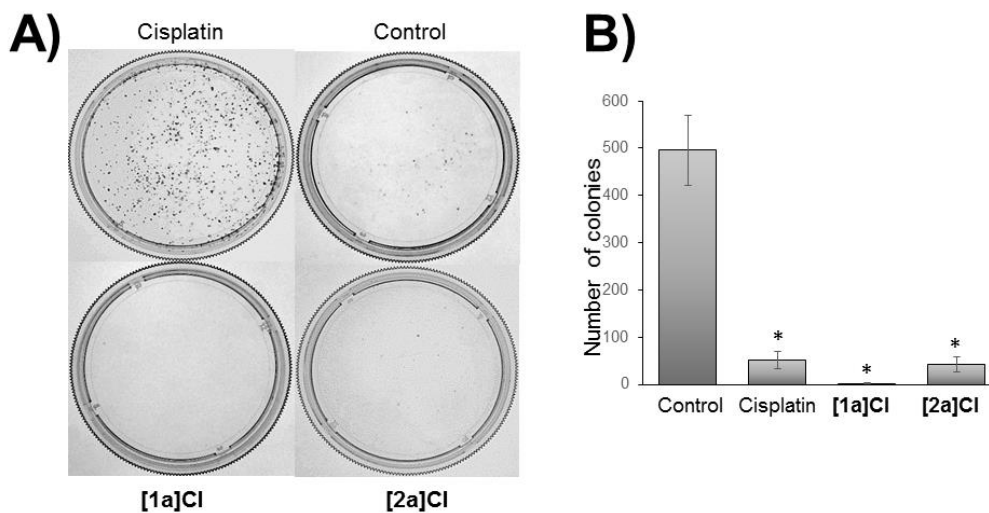 A)
Cisplatin Control
[1a]Cl [2a]Cl
B)
Number of colonies
600
500
400
300
200
100
0
*
*
*
Control Cisplatin [1a]Cl [2a]Cl